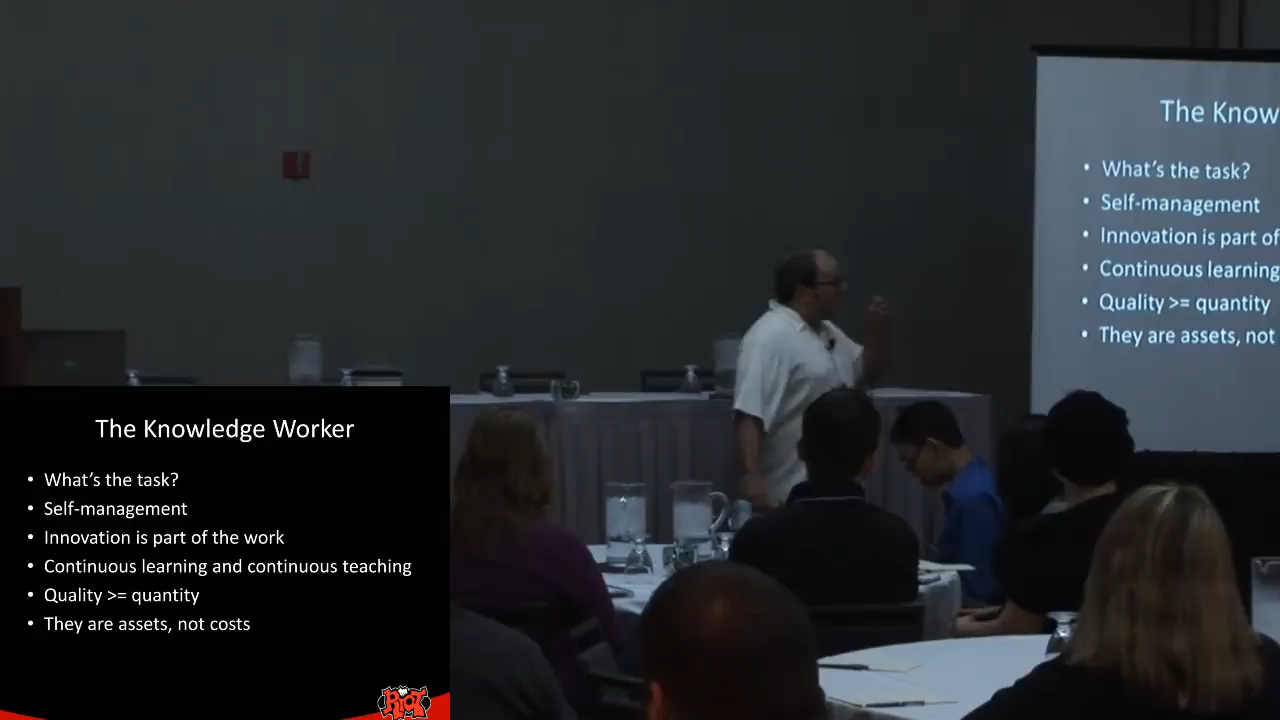 The Know
• What's the task?
• Self-management
• Innovation is part of
• Continuous learning
• Quality >= quantity
• They are assets, not
The Knowledge Worker
• What's the task?
• Self-management
• Innovation is part of the work
• Continuous learning and continuous teaching
• Quality >= quantity
• They are assets, not costs
RIOT